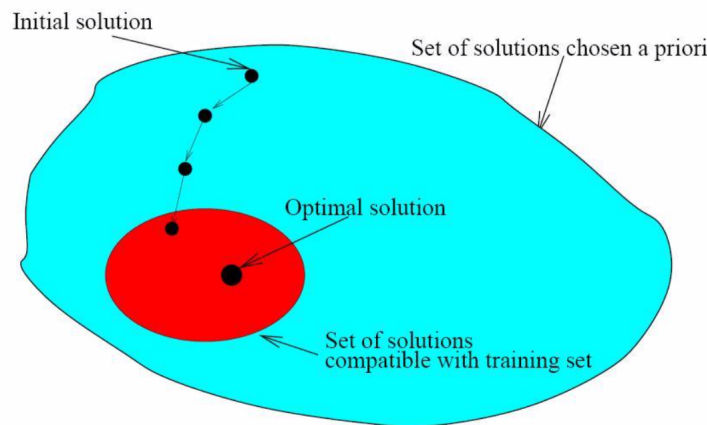 Initial solution
Set of solutions chosen a priori
Optimal solution
Set of solutions
compatible with training set